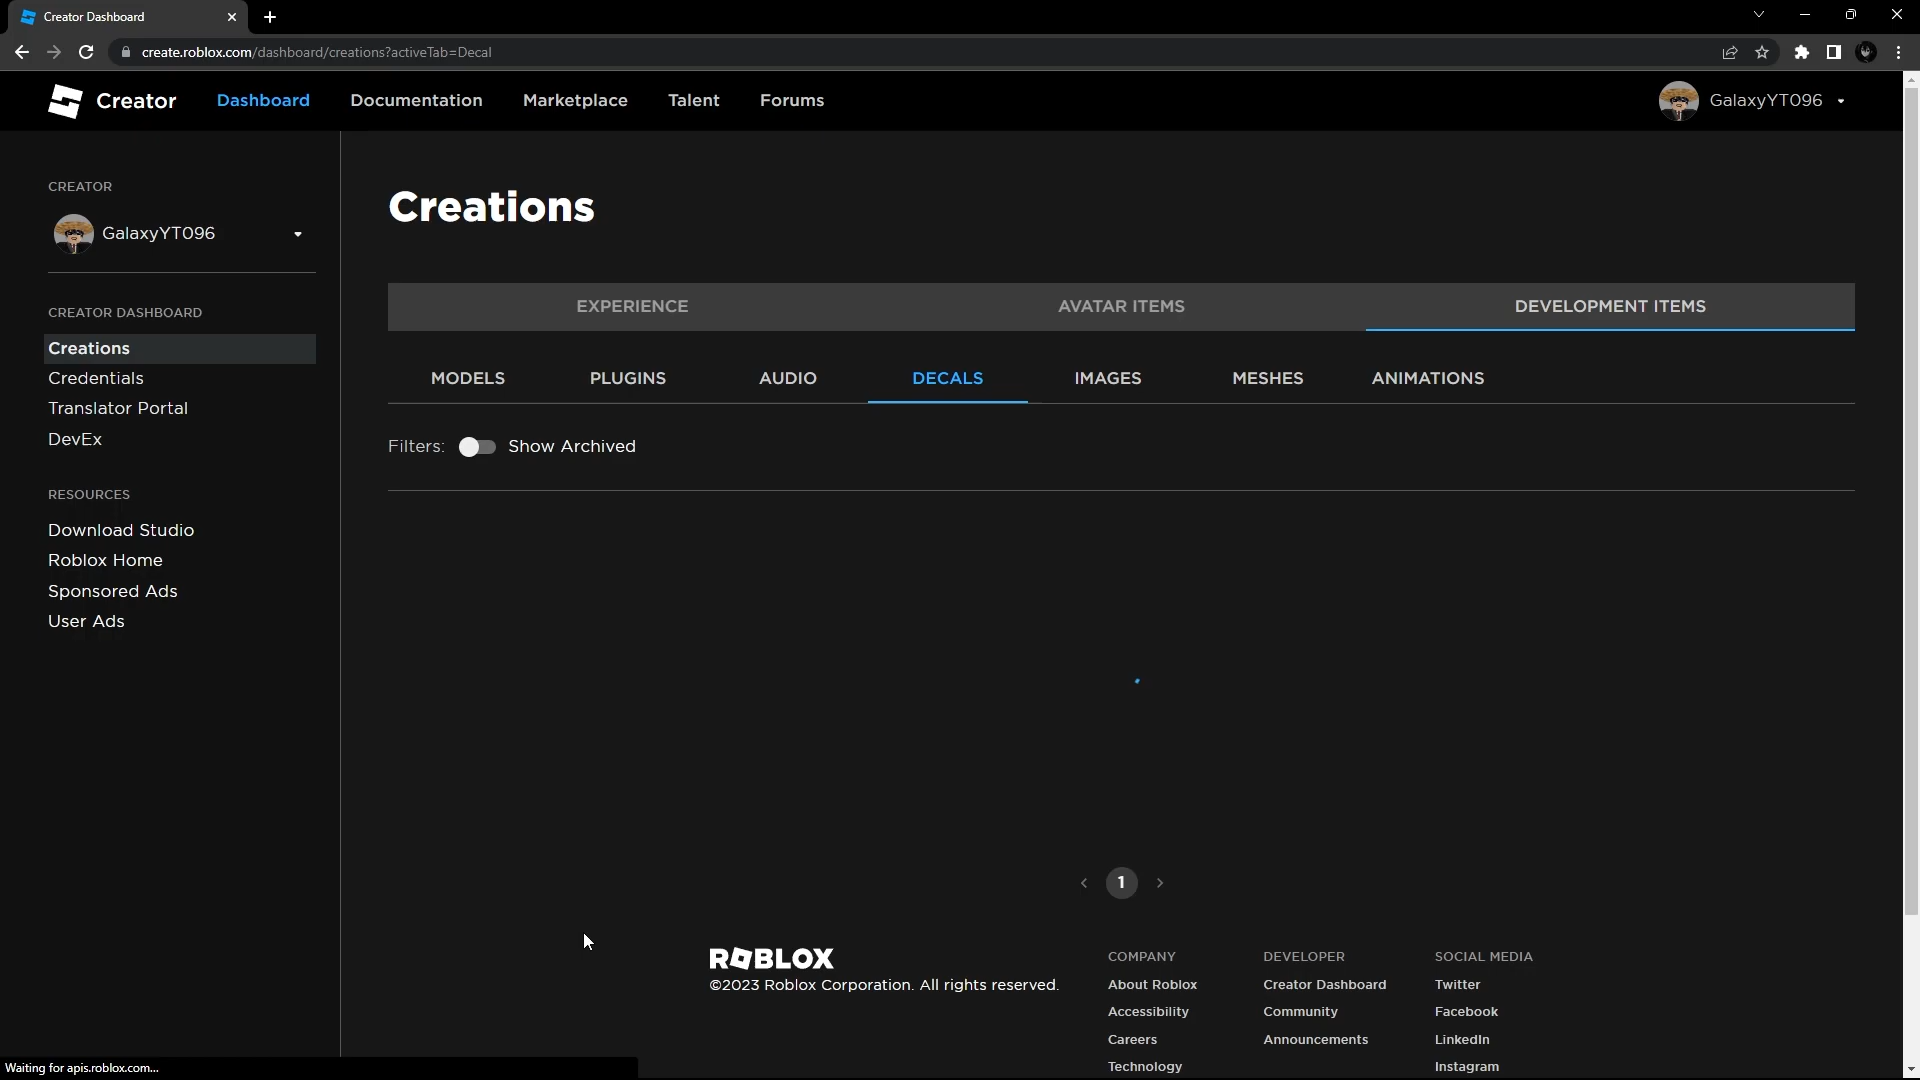 Creator Dashboard
create.roblox.com/dashboard/creations?activeTab=Decal
Creator Dashboard Documentation Marketplace Talent Forums GalaxyYT096
CREATOR
GalaxyYT096
CREATOR DASHBOARD
Creations
Credentials
Translator Portal
DevEx
RESOURCES
Download Studio
Roblox Home
Sponsored Ads
User Ads
Creations
EXPERIENCE AVATAR ITEMS DEVELOPMENT ITEMS
MODELS PLUGINS AUDIO DECALS IMAGES MESHES ANIMATIONS
Filters: Show Archived
1
ROBLOX
©2023 Roblox Corporation. All rights reserved.
COMPANY
About Roblox
Accessibility
Careers
Technology
DEVELOPER
Creator Dashboard
Community
Announcements
SOCIAL MEDIA
Twitter
Facebook
LinkedIn
Instagram
Waiting for apis.roblox.com...